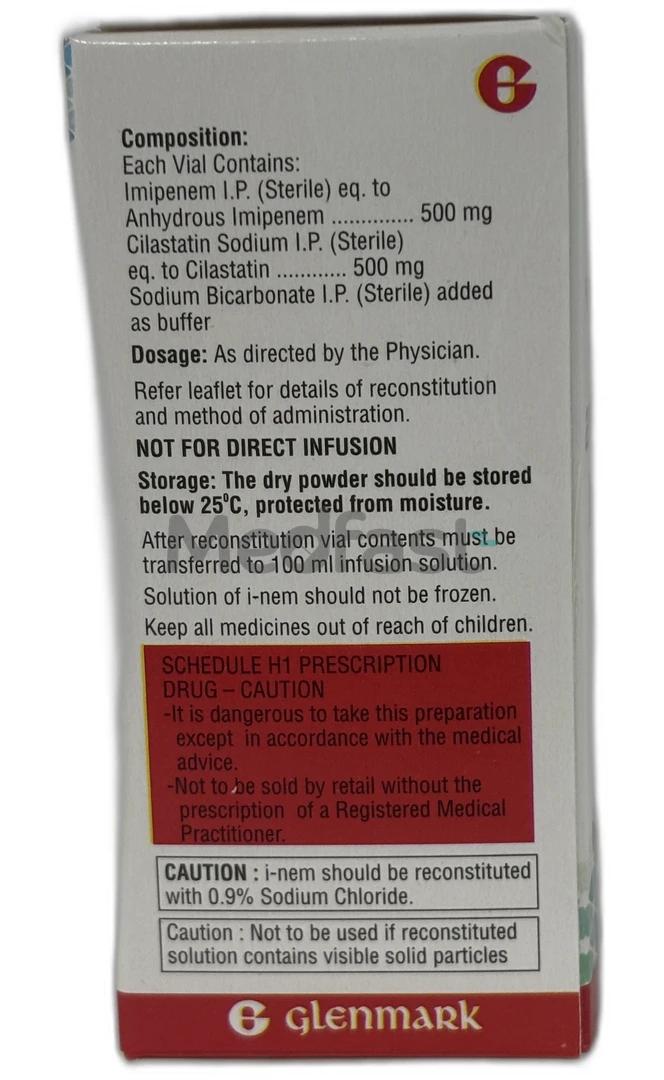 Composition:
Each Vial Contains:
Imipenem I.P. (Sterile) eq. to
Anhydrous Imipenem .............. 500 mg
Cilastatin Sodium I.P. (Sterile)
eq. to Cilastatin ............ 500 mg
Sodium Bicarbonate I.P. (Sterile) added
as buffer
Dosage: As directed by the Physician.
Refer leaflet for details of reconstitution
and method of administration.
NOT FOR DIRECT INFUSION
Storage: The dry powder should be stored
below 25⁰C, protected from moisture.
Medfast
After reconstitution vial contents must be
transferred to 100 ml infusion solution.
Solution of i-nem should not be frozen.
Keep all medicines out of reach of children.
SCHEDULE H1 PRESCRIPTION
DRUG – CAUTION
-It is dangerous to take this preparation
except in accordance with the medical
advice.
-Not to be sold by retail without the
prescription of a Registered Medical
Practitioner.
CAUTION : i-nem should be reconstituted
with 0.9% Sodium Chloride.
Caution : Not to be used if reconstituted
solution contains visible solid particles
glenmark